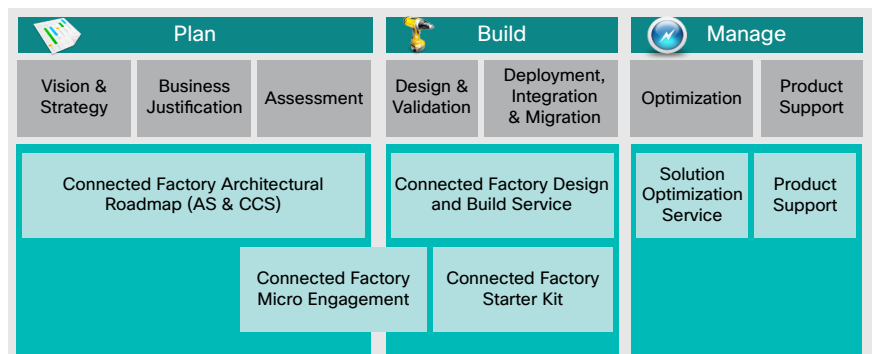 Plan
Build
Manage
Vision &
Strategy
Business
Justification
Assessment
Design &
Validation
Deployment,
Integration
& Migration
Optimization
Product
Support
Connected Factory Architectural
Roadmap (AS & CCS)
Connected Factory Design
and Build Service
Solution
Optimization
Service
Product
Support
Connected Factory
Micro Engagement
Connected Factory
Starter Kit